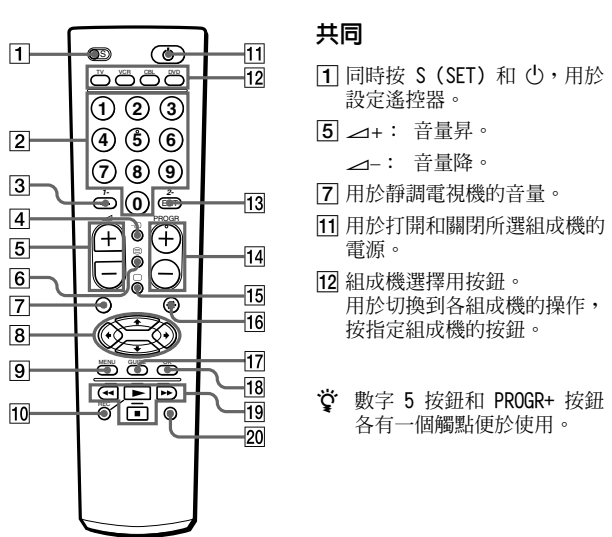 1
S
11
TV VCR CBL DVD
12
1 2 3
2
4 5 6
7 8 9
3
1-
2-
0
13
4
PROGR
5
14
6
15
7
16
8
17
9
MENU GUIDE
18
19
10
REC
20
共同
1 同時按 S (SET) 和 ⏻，用於
設定遙控器。
5 ⊿+： 音量昇。
⊿–： 音量降。
7 用於靜調電視機的音量。
11 用於打開和關閉所選組成機的
電源。
12 組成機選擇用按鈕。
用於切換到各組成機的操作，
按指定組成機的按鈕。
數字 5 按鈕和 PROGR+ 按鈕
各有一個觸點便於使用。